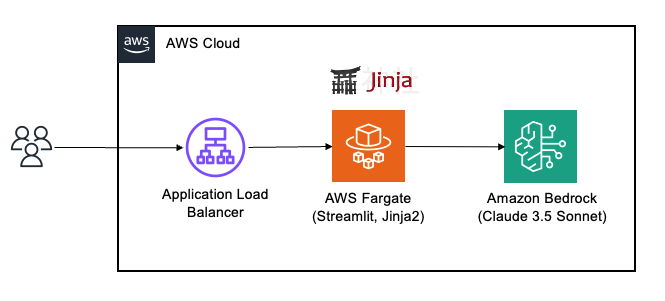 aws
AWS Cloud
Jinja
Application Load
Balancer
AWS Fargate
(Streamlit, Jinja2)
Amazon Bedrock
(Claude 3.5 Sonnet)